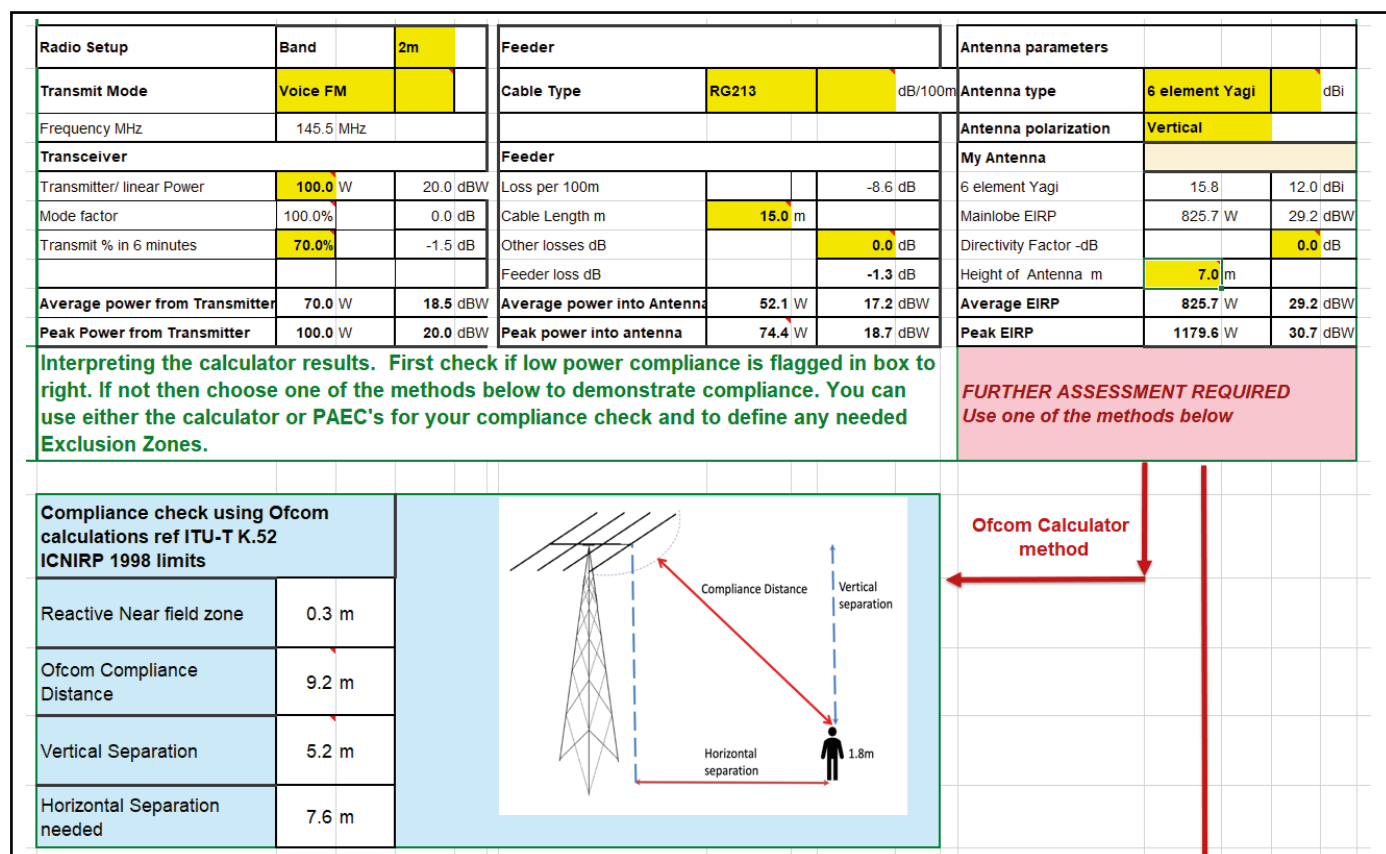 Radio Setup Band 2m Feeder Antenna parameters
Transmit Mode Voice FM Cable Type RG213 dB/100m Antenna type 6 element Yagi dBi
Frequency MHz 145.5 MHz Antenna polarization Vertical
Transceiver Feeder My Antenna
Transmitter/ linear Power 100.0 W 20.0 dBW Loss per 100m -8.6 dB 6 element Yagi 15.8 12.0 dBi
Mode factor 100.0% 0.0 dB Cable Length m 15.0 m Mainlobe EIRP 825.7 W 29.2 dBW
Transmit % in 6 minutes 70.0% -1.5 dB Other losses dB 0.0 dB Directivity Factor -dB 0.0 dB
Feeder loss dB -1.3 dB Height of Antenna m 7.0 m
Average power from Transmitter 70.0 W 18.5 dBW Average power into Antenna 52.1 W 17.2 dBW Average EIRP 825.7 W 29.2 dBW
Peak Power from Transmitter 100.0 W 20.0 dBW Peak power into antenna 74.4 W 18.7 dBW Peak EIRP 1179.6 W 30.7 dBW
Interpreting the calculator results. First check if low power compliance is flagged in box to
right. If not then choose one of the methods below to demonstrate compliance. You can
use either the calculator or PAEC's for your compliance check and to define any needed
Exclusion Zones.
FURTHER ASSESSMENT REQUIRED
Use one of the methods below
Compliance check using Ofcom
calculations ref ITU-T K.52
ICNIRP 1998 limits
Reactive Near field zone 0.3 m
Ofcom Compliance
Distance 9.2 m
Vertical Separation 5.2 m
Horizontal Separation
needed 7.6 m
Compliance Distance
Vertical
separation
Horizontal
separation
1.8m
Ofcom Calculator
method